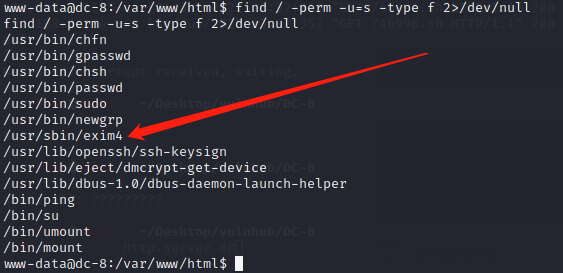 www-data@dc-8:/var/www/html$ find / -perm -u=s -type f 2>/dev/null
find / -perm -u=s -type f 2>/dev/null
/usr/bin/chfn
/usr/bin/gpasswd
/usr/bin/chsh
/usr/bin/passwd
/usr/bin/sudo
/usr/bin/newgrp
/usr/sbin/exim4
/usr/lib/openssh/ssh-keysign
/usr/lib/eject/dmcrypt-get-device
/usr/lib/dbus-1.0/dbus-daemon-launch-helper
/bin/ping
/bin/su
/bin/umount
/bin/mount
www-data@dc-8:/var/www/html$